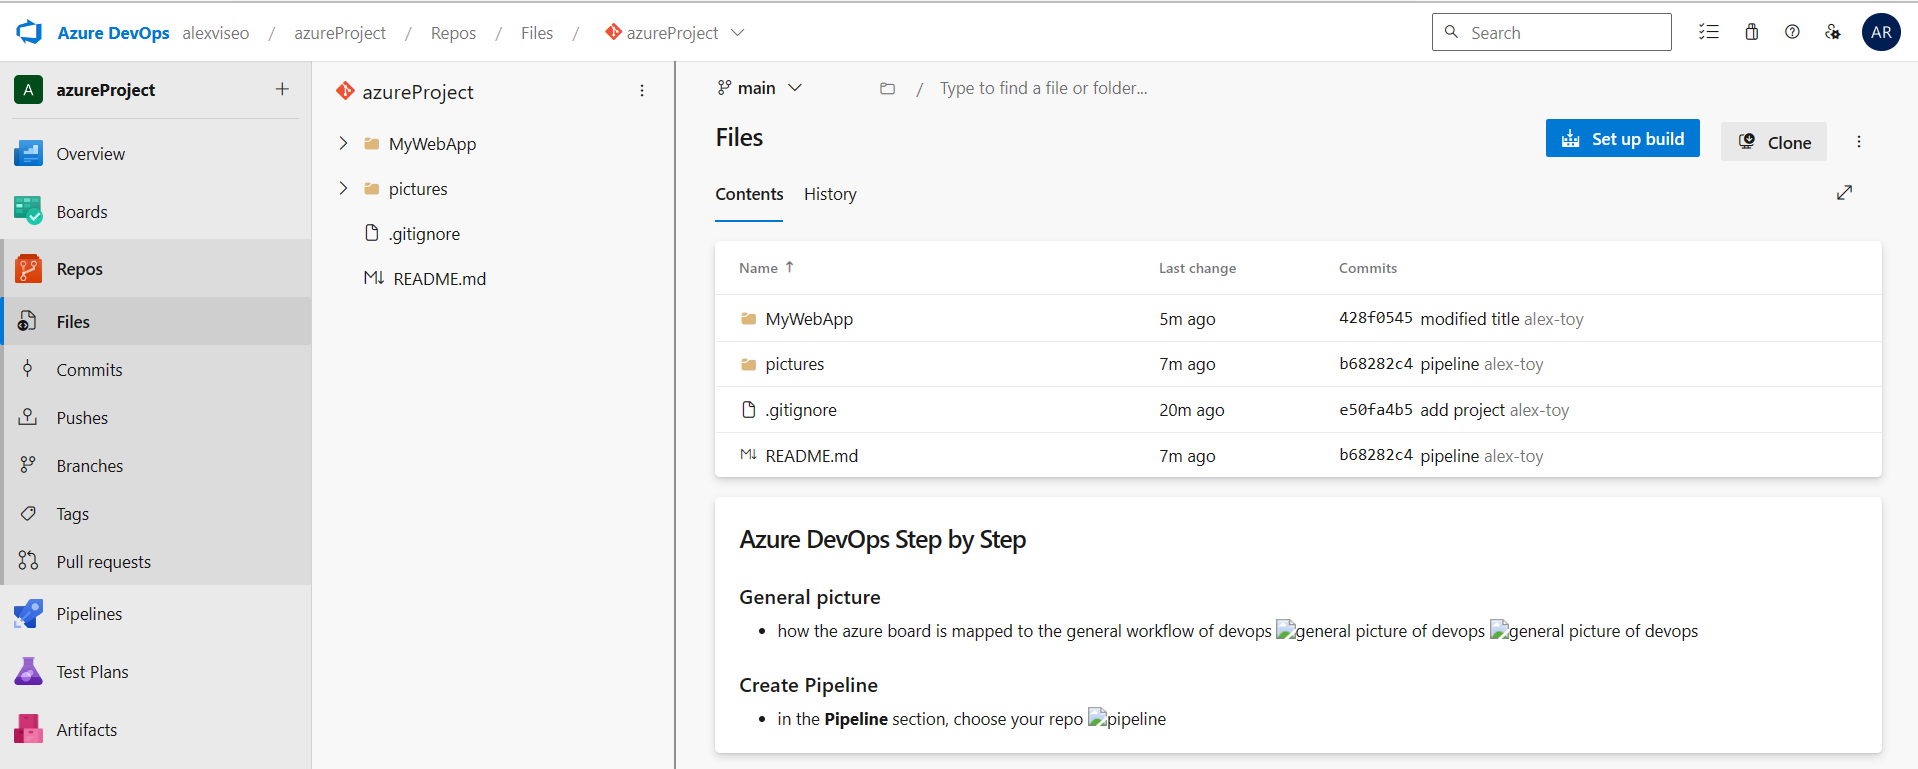 Azure DevOps alexviseo / azureProject / Repos / Files / azureProject
Search
AR
A azureProject +
Overview
Boards
Repos
Files
Commits
Pushes
Branches
Tags
Pull requests
Pipelines
Test Plans
Artifacts
azureProject
MyWebApp
pictures
.gitignore
M↓ README.md
main / Type to find a file or folder...
Files
Set up build
Clone
Contents History
Name ↑ Last change Commits
MyWebApp 5m ago 428f0545 modified title alex-toy
pictures 7m ago b68282c4 pipeline alex-toy
.gitignore 20m ago e50fa4b5 add project alex-toy
M↓ README.md 7m ago b68282c4 pipeline alex-toy
Azure DevOps Step by Step
General picture
• how the azure board is mapped to the general workflow of devops general picture of devops general picture of devops
Create Pipeline
• in the Pipeline section, choose your repo pipeline